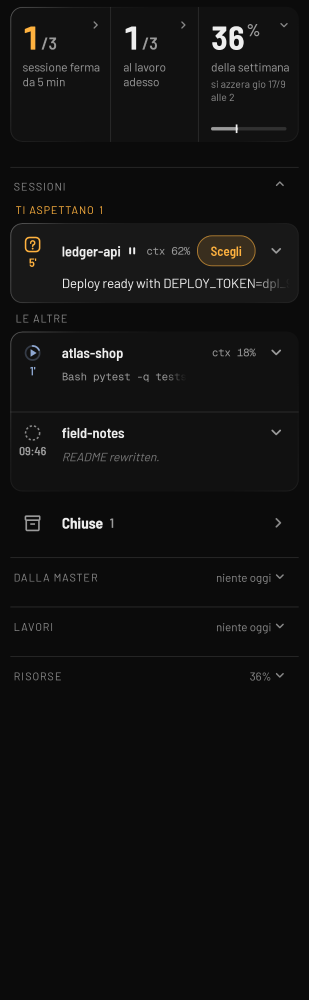 1/3
sessione ferma
da 5 min
1/3
al lavoro
adesso
36%
della settimana
si azzera gio 17/9
alle 2
SESSIONI
TI ASPETTANO 1
ledger-api ctx 62% Scegli
5'
Deploy ready with DEPLOY_TOKEN=dpl_
LE ALTRE
atlas-shop ctx 18%
1'
Bash pytest -q tests
field-notes
09:46
README rewritten.
Chiuse 1
DALLA MASTER niente oggi
LAVORI niente oggi
RISORSE 36%